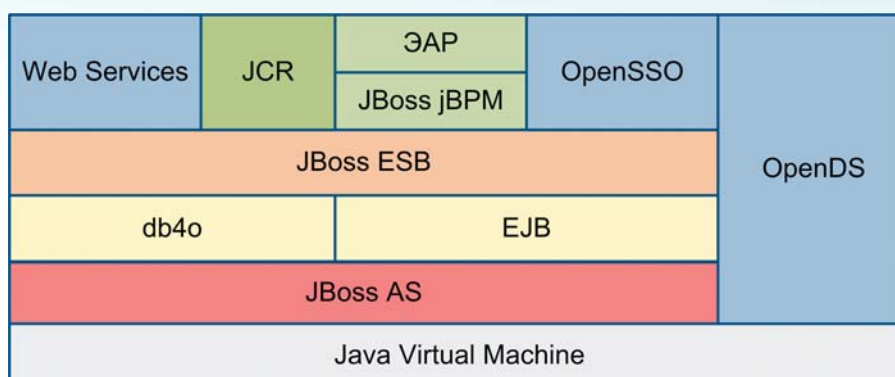 Web Services
JCR
ЭАР
JBoss jBPM
OpenSSO
OpenDS
JBoss ESB
db4o
EJB
JBoss AS
Java Virtual Machine